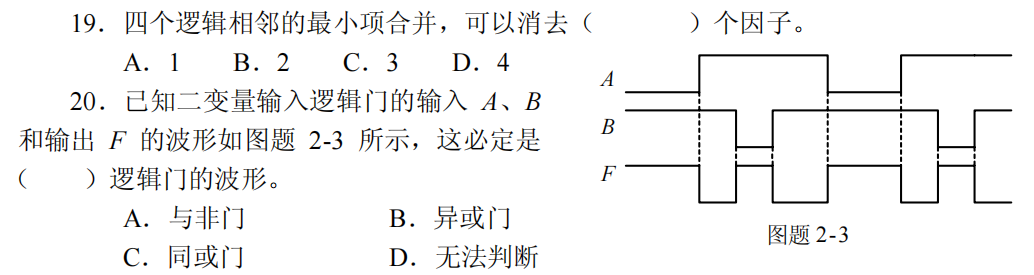 19．四个逻辑相邻的最小项合并，可以消去（　　　）个因子。
A．1　B．2　C．3　D．4
20．已知二变量输入逻辑门的输入 A、B
和输出 F 的波形如图题 2-3 所示，这必定是
（　　）逻辑门的波形。
A．与非门　B．异或门
C．同或门　D．无法判断
A
B
F
图题 2-3